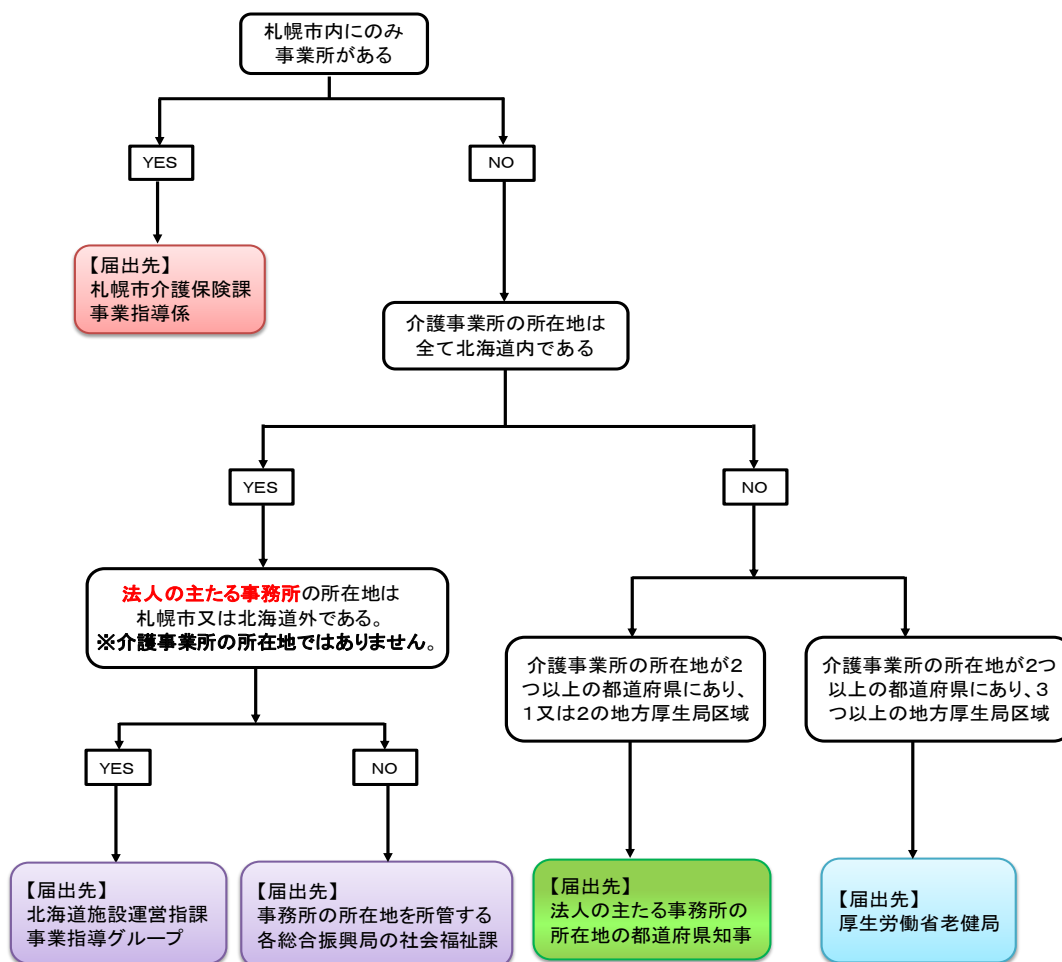 札幌市内にのみ
事業所がある
YES
NO
【届出先】
札幌市介護保険課
事業指導係
介護事業所の所在地は
全て北海道内である
YES
NO
法人の主たる事務所の所在地は
札幌市又は北海道外である。
※介護事業所の所在地ではありません。
介護事業所の所在地が2
つ以上の都道府県にあり、
1又は2の地方厚生局区域
介護事業所の所在地が2つ
以上の都道府県にあり、3
つ以上の地方厚生局区域
YES
NO
【届出先】
北海道施設運営指課
事業指導グループ
【届出先】
事務所の所在地を所管する
各総合振興局の社会福祉課
【届出先】
法人の主たる事務所の
所在地の都道府県知事
【届出先】
厚生労働省老健局